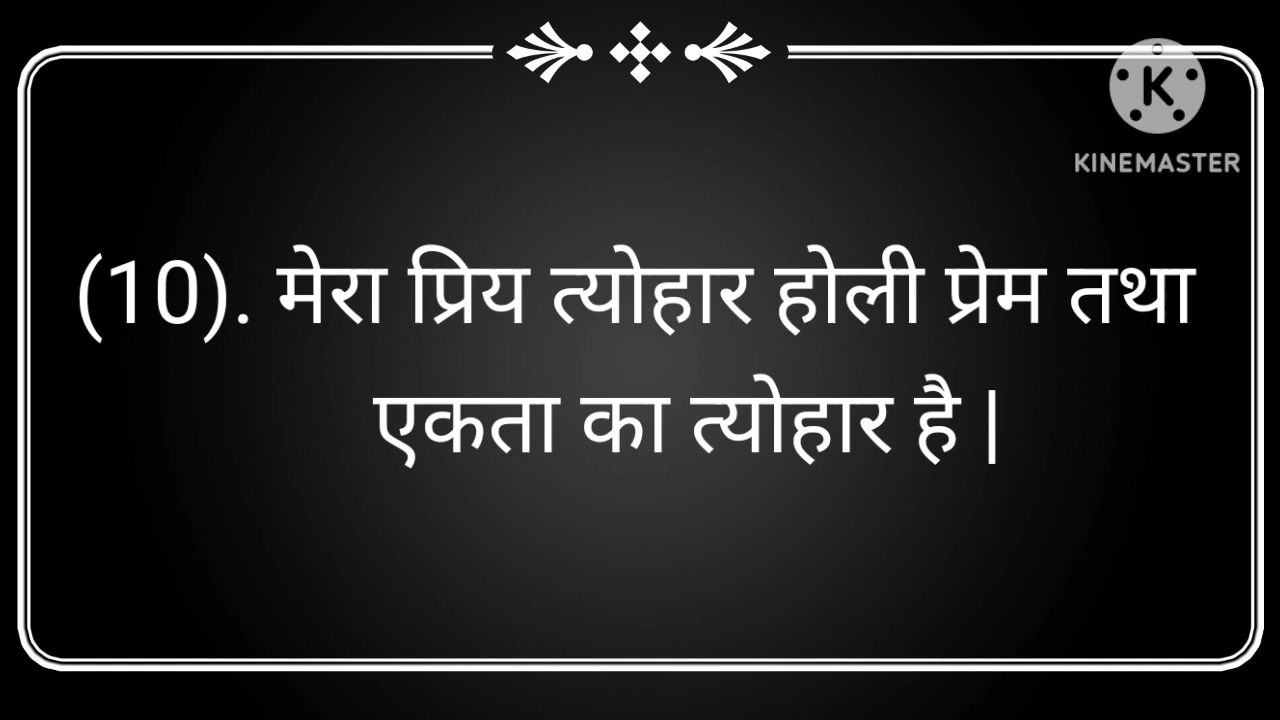 K
KINEMASTER
(10). मेरा प्रिय त्योहार होली प्रेम तथा
एकता का त्योहार है |